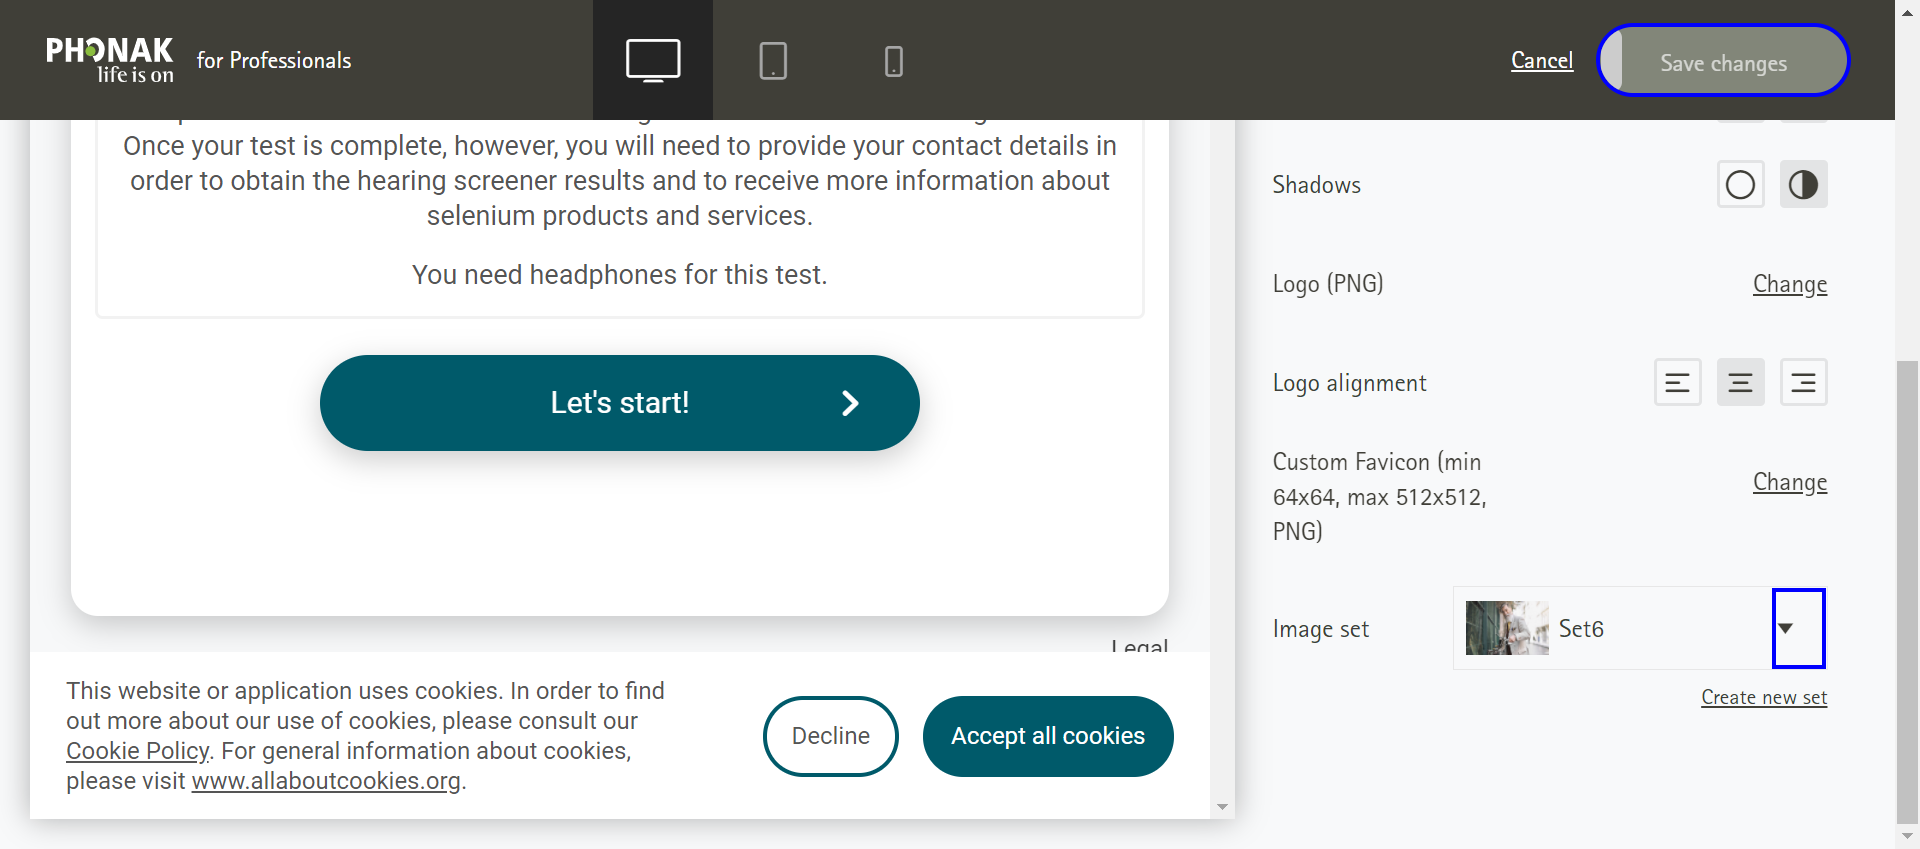 PHONAK
life is on
for Professionals
Cancel
Save changes
Once your test is complete, however, you will need to provide your contact details in
order to obtain the hearing screener results and to receive more information about
selenium products and services.
You need headphones for this test.
Let's start!
Legal
This website or application uses cookies. In order to find
out more about our use of cookies, please consult our
Cookie Policy. For general information about cookies,
please visit www.allaboutcookies.org.
Decline
Accept all cookies
Shadows
Logo (PNG)
Change
Logo alignment
Custom Favicon (min
64x64, max 512x512,
PNG)
Change
Image set
Set6
Create new set